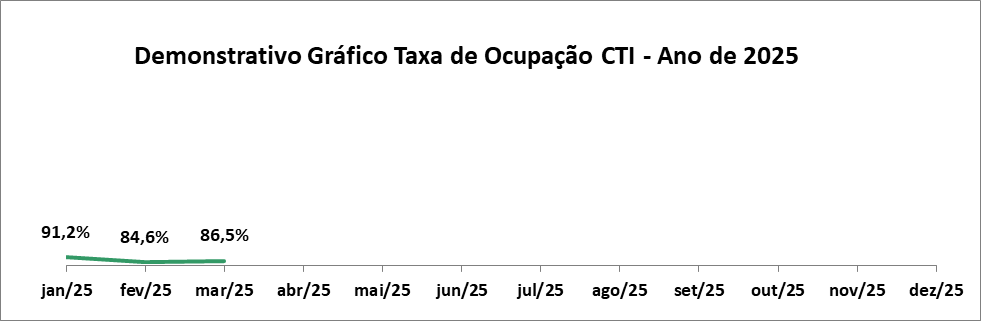 Demonstrativo Gráfico Taxa de Ocupação CTI - Ano de 2025
91,2% 84,6% 86,5%
jan/25 fev/25 mar/25 abr/25 mai/25 jun/25 jul/25 ago/25 set/25 out/25 nov/25 dez/25